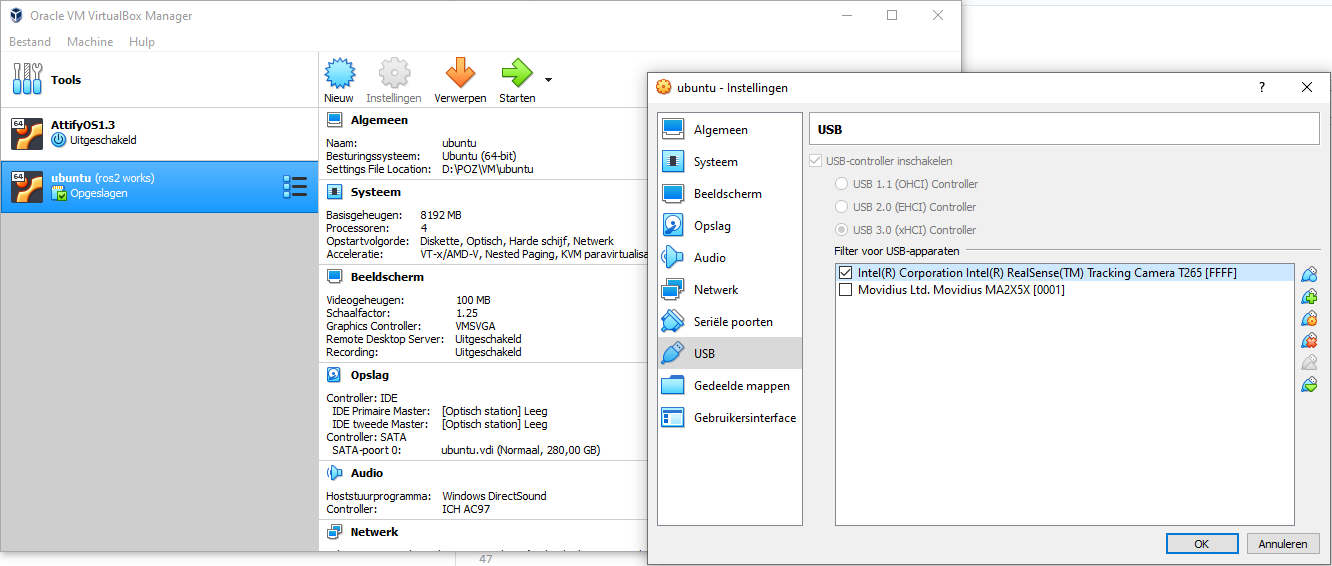 Oracle VM VirtualBox Manager
Bestand Machine Hulp
Tools
Nieuw Instellingen Verwerpen Starten
64
AttifyOS1.3
Uitgeschakeld
64
ubuntu (ros2 works)
Opgeslagen
Algemeen
Naam: ubuntu
Besturingssysteem: Ubuntu (64-bit)
Settings File Location: D:\POZ\VM\ubuntu
Systeem
Basisgeheugen: 8192 MB
Processoren: 4
Opstartvolgorde: Diskette, Optisch, Harde schijf, Netwerk
Acceleratie: VT-x/AMD-V, Nested Paging, KVM paravirtualisa
Beeldscherm
Videogeheugen: 100 MB
Schaalfactor: 1.25
Graphics Controller: VMSVGA
Remote Desktop Server: Uitgeschakeld
Recording: Uitgeschakeld
Opslag
Controller: IDE
IDE Primaire Master: [Optisch station] Leeg
IDE tweede Master: [Optisch station] Leeg
Controller: SATA
SATA-poort 0: ubuntu.vdi (Normaal, 280,00 GB)
Audio
Hoststuurprogramma: Windows DirectSound
Controller: ICH AC97
Netwerk
47
ubuntu - Instellingen
?
Algemeen
Systeem
Beeldscherm
Opslag
Audio
Netwerk
Seriële poorten
USB
Gedeelde mappen
Gebruikersinterface
USB
USB-controller inschakelen
USB 1.1 (OHCI) Controller
USB 2.0 (EHCI) Controller
USB 3.0 (xHCI) Controller
Filter voor USB-apparaten
Intel(R) Corporation Intel(R) RealSense(TM) Tracking Camera T265 [FFFF]
Movidius Ltd. Movidius MA2X5X [0001]
OK Annuleren